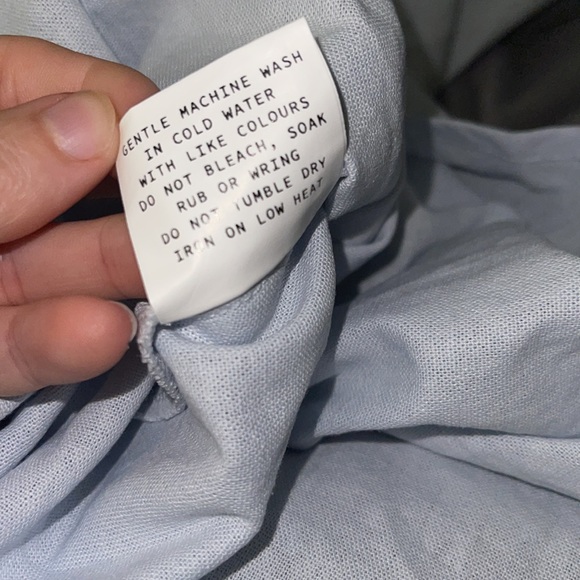 GENTLE MACHINE WASH
IN COLD WATER
WITH LIKE COLOURS
DO NOT BLEACH, SOAK
RUB OR WRING
DO NOT TUMBLE DRY
IRON ON LOW HEAT